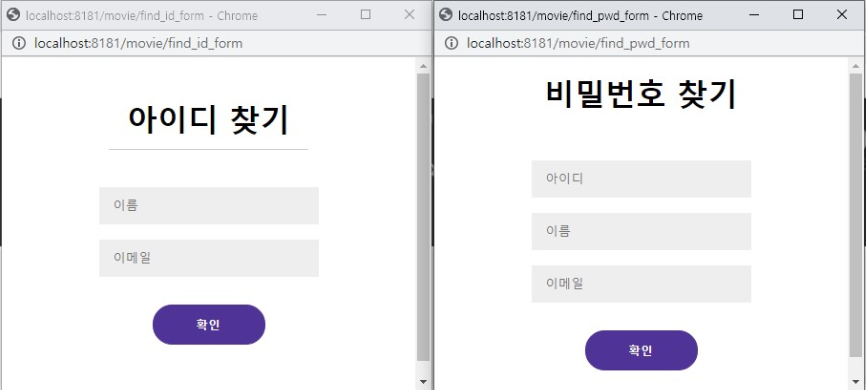 localhost:8181/movie/find_id_form - Chrome
localhost:8181/movie/find_id_form
아이디 찾기
이름
이메일
확인
localhost:8181/movie/find_pwd_form - Chrome
localhost:8181/movie/find_pwd_form
비밀번호 찾기
아이디
이름
이메일
확인